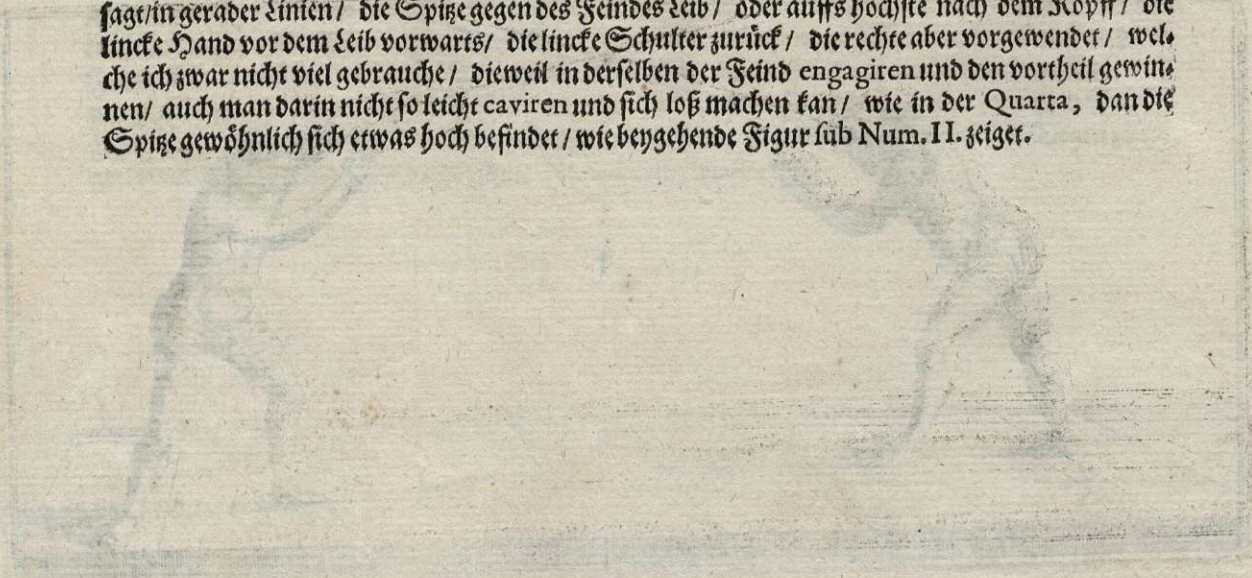 sagt/in gerader Linien/ die Spitze gegen des Feindes Leib/ oder auffs höchste nach dem Kopff/ die
lincke Hand vor dem Leib vorwarts/ die lincke Schulter zurück/ die rechte aber vorgewendet/ wel-
che ich zwar nicht viel gebrauche/ dieweil in derselben der Feind engagiren und den vortheil gewin-
nen/ auch man darin nicht so leicht caviren und sich loß machen kan/ wie in der Quarta, dan die
Spitze gewöhnlich sich etwas hoch befindet/ wie beygehende Figur sub Num. II. zeiget.